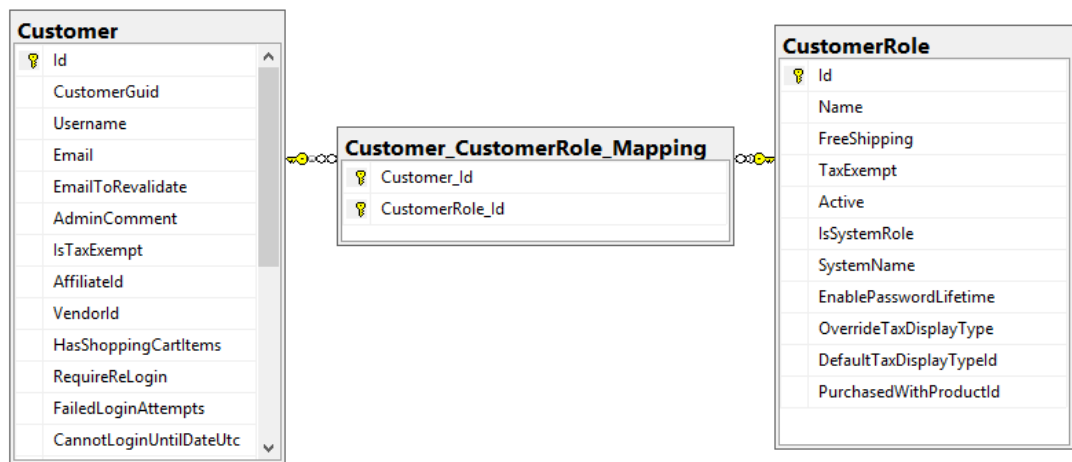 Customer
Id
CustomerGuid
Username
Email
EmailToRevalidate
AdminComment
IsTaxExempt
AffiliateId
VendorId
HasShoppingCartItems
RequireReLogin
FailedLoginAttempts
CannotLoginUntilDateUtc
Customer_CustomerRole_Mapping
Customer_Id
CustomerRole_Id
CustomerRole
Id
Name
FreeShipping
TaxExempt
Active
IsSystemRole
SystemName
EnablePasswordLifetime
OverrideTaxDisplayType
DefaultTaxDisplayTypeId
PurchasedWithProductId